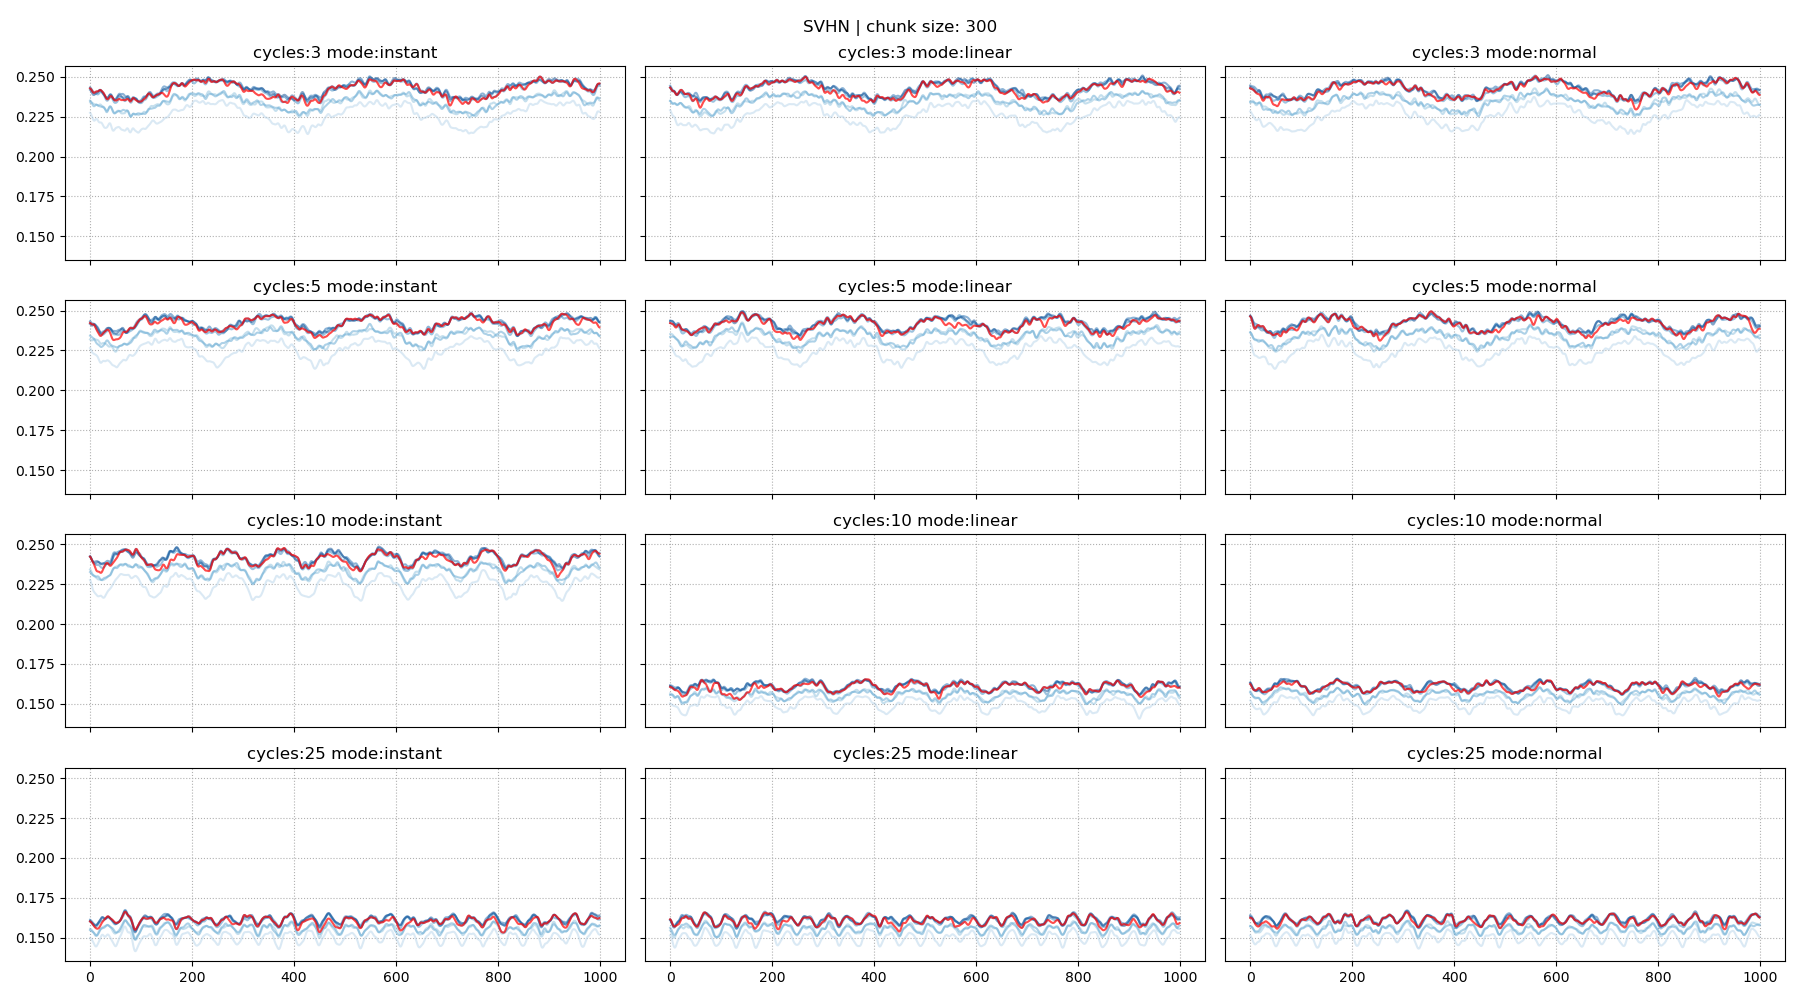 SVHN | chunk size: 300
cycles:3 mode:instant
cycles:3 mode:linear
cycles:3 mode:normal
0.250
0.225
0.200
0.175
0.150
cycles:5 mode:instant
cycles:5 mode:linear
cycles:5 mode:normal
0.250
0.225
0.200
0.175
0.150
cycles:10 mode:instant
cycles:10 mode:linear
cycles:10 mode:normal
0.250
0.225
0.200
0.175
0.150
cycles:25 mode:instant
cycles:25 mode:linear
cycles:25 mode:normal
0.250
0.225
0.200
0.175
0.150
0 200 400 600 800 1000
0 200 400 600 800 1000
0 200 400 600 800 1000